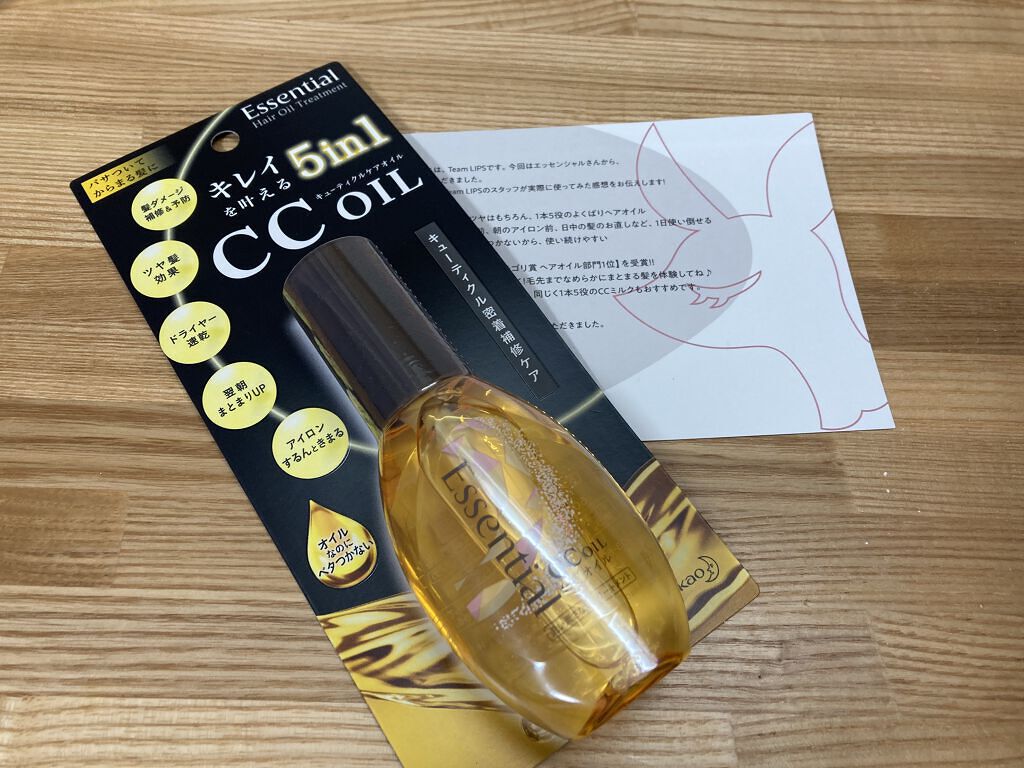 Essential
Hair Oil Treatment
パサついて
からまる髪に
キレイ
を叶える
5in1
キューティクルケアオイル
CC OIL
髪ダメージ
補修&予防
ツヤ髪
効果
ドライヤー
速乾
翌朝
まとまりUP
アイロン
するんときまる
オイル
なのに
ベタつかない
キューティクル密着補修ケア
Essential
CC OIL
オイル
kao
は、Team LIPSです。今回はエッセンシャルさんから、
だきました。
Team LIPSのスタッフが実際に使ってみた感想をお伝えします!
ツヤはもちろん、1本5役のよくばりヘアオイル
前、朝のアイロン前、日中の髪のお直しなど、1日使い倒せる
つかないから、使い続けやすい
ゴリ賞 ヘアオイル部門1位】を受賞!!
て!毛先までなめらかにまとまる髪を体験してね♪
同じく1本5役のCCミルクもおすすめです。
ただきました。